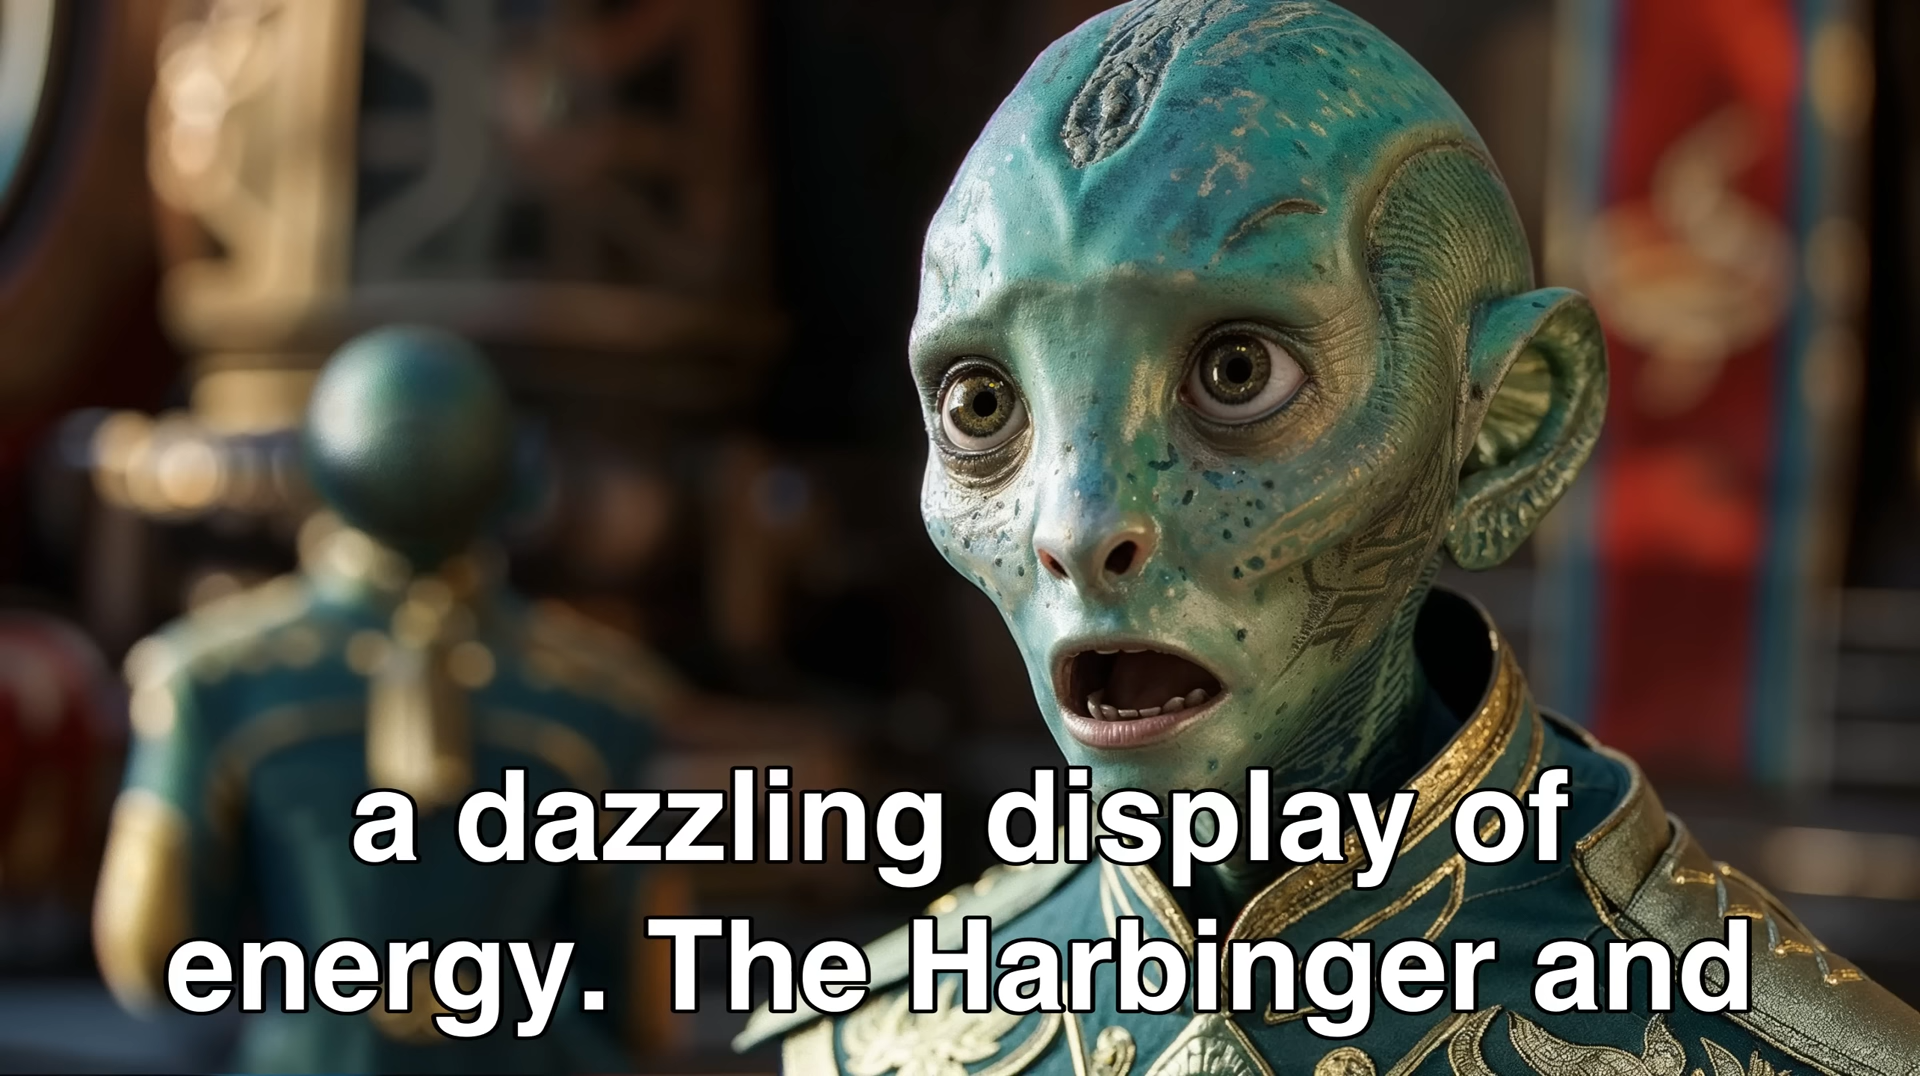 a dazzling display of
energy. The Harbinger and